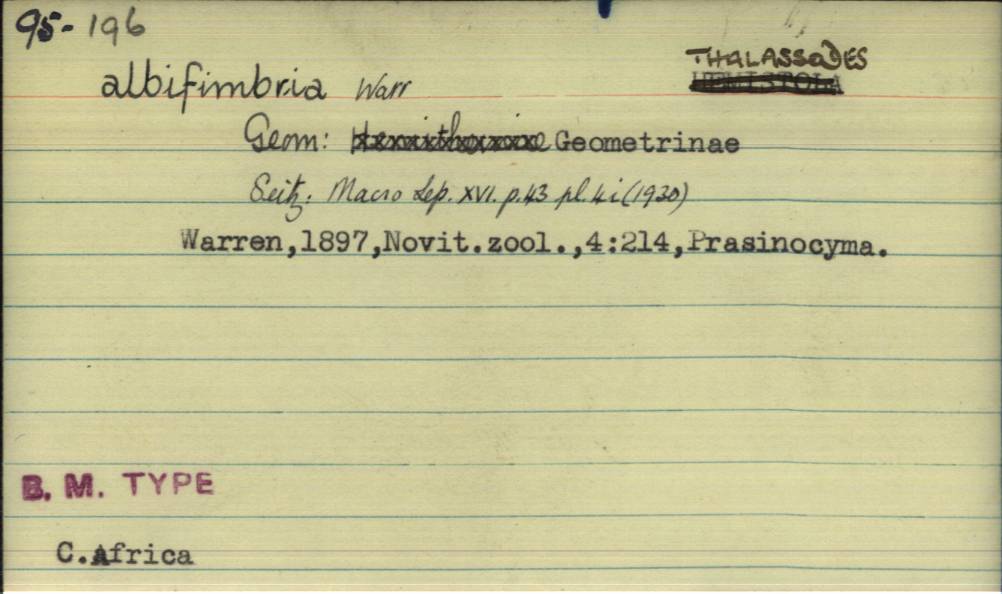 95-196
THALASSODES
albifimbria Warr HEMISTOLA
Geom: Geometrinae
Seitz: Macro Lep. XVI. p.43 pl.4i (1930)
Warren,1897,Novit.zool.,4:214,Prasinocyma.
B. M. TYPE
C.Africa